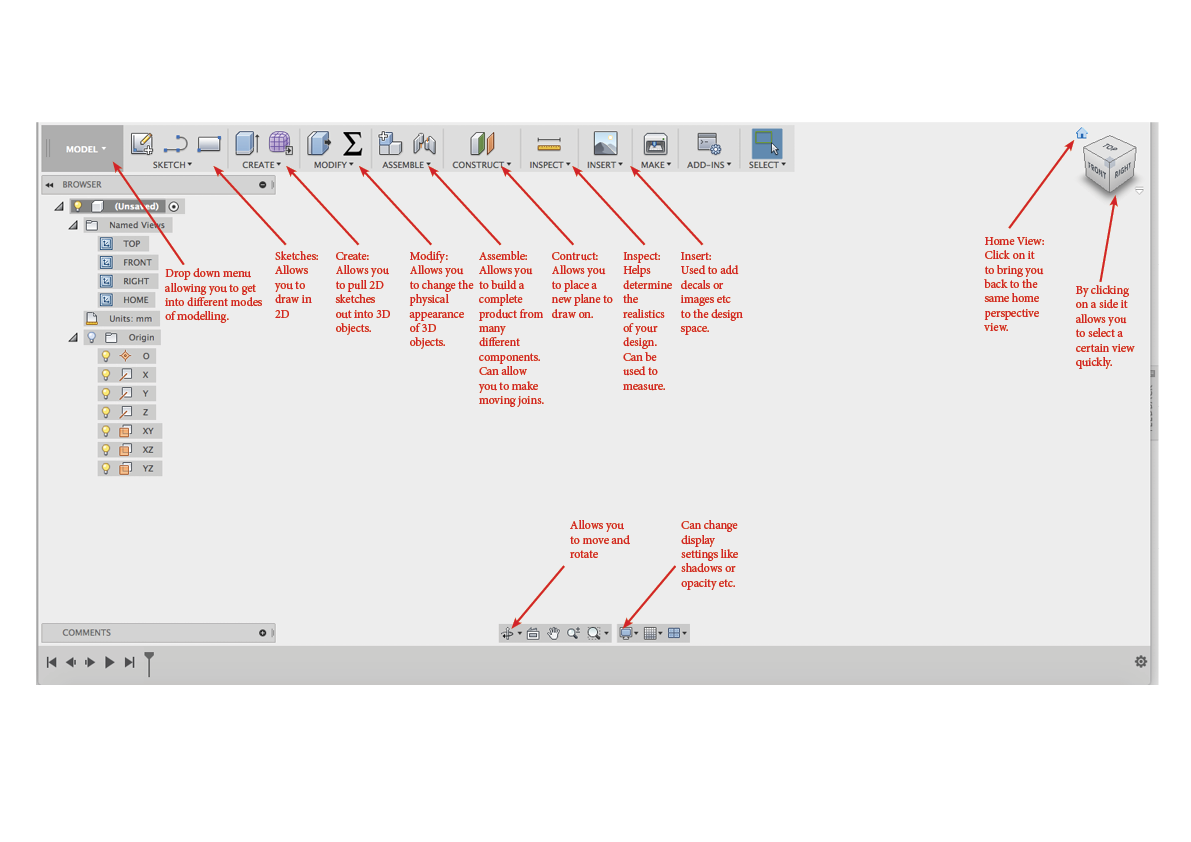 MODEL
SKETCH
CREATE
MODIFY
ASSEMBLE
CONSTRUCT
INSPECT
INSERT
MAKE
ADD-INS
SELECT
TOP
FRONT
RIGHT
BROWSER
(Unsaved)
Named Views
TOP
FRONT
RIGHT
HOME
Units: mm
Origin
O
X
Y
Z
XY
XZ
YZ
Drop down menu
allowing you to get
into different modes
of modelling.
Sketches:
Allows
you to
draw in
2D
Create:
Allows you
to pull 2D
sketches
out into 3D
objects.
Modify:
Allows you
to change the
physical
appearance
of 3D
objects.
Assemble:
Allows you
to build a
complete
product from
many
different
components.
Can allow
you to make
moving joins.
Contruct:
Allows you
to place a
new plane to
draw on.
Inspect:
Helps
determine
the
realistics
of your
design.
Can be
used to
measure.
Insert:
Used to add
decals or
images etc
to the design
space.
Home View:
Click on it
to bring you
back to the
same home
perspective
view.
By clicking
on a side it
allows you
to select a
certain view
quickly.
Allows you
to move and
rotate
Can change
display
settings like
shadows or
opacity etc.
COMMENTS